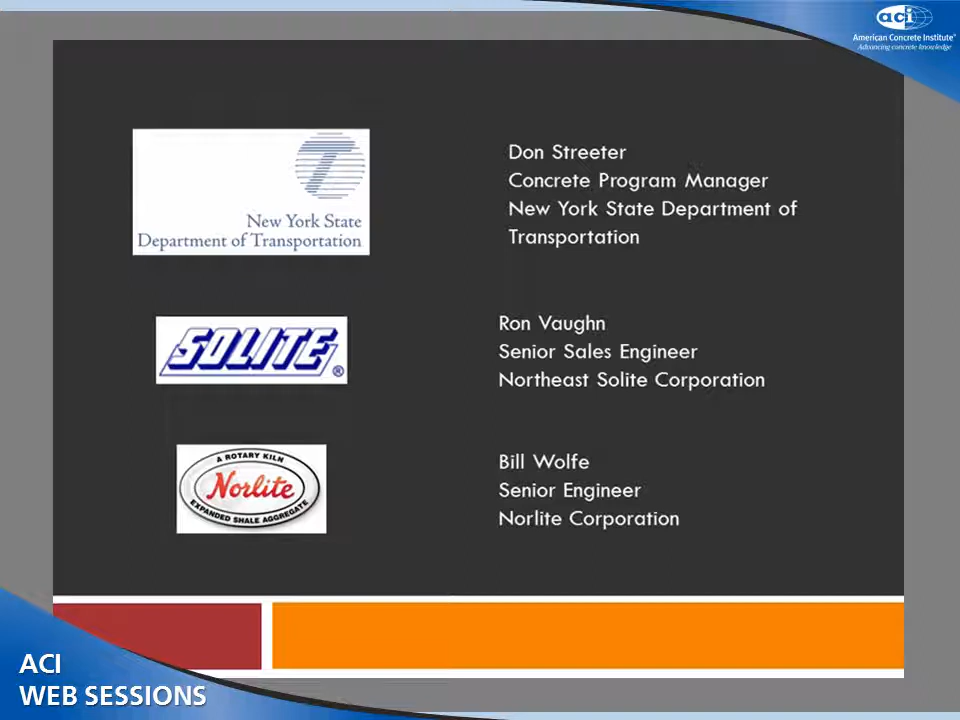 aci
American Concrete Institute®
Advancing concrete knowledge
New York State
Department of Transportation
Don Streeter
Concrete Program Manager
New York State Department of
Transportation
SOLITE®
Ron Vaughn
Senior Sales Engineer
Northeast Solite Corporation
A ROTARY KILN
Norlite
EXPANDED SHALE AGGREGATE
Bill Wolfe
Senior Engineer
Norlite Corporation
ACI
WEB SESSIONS